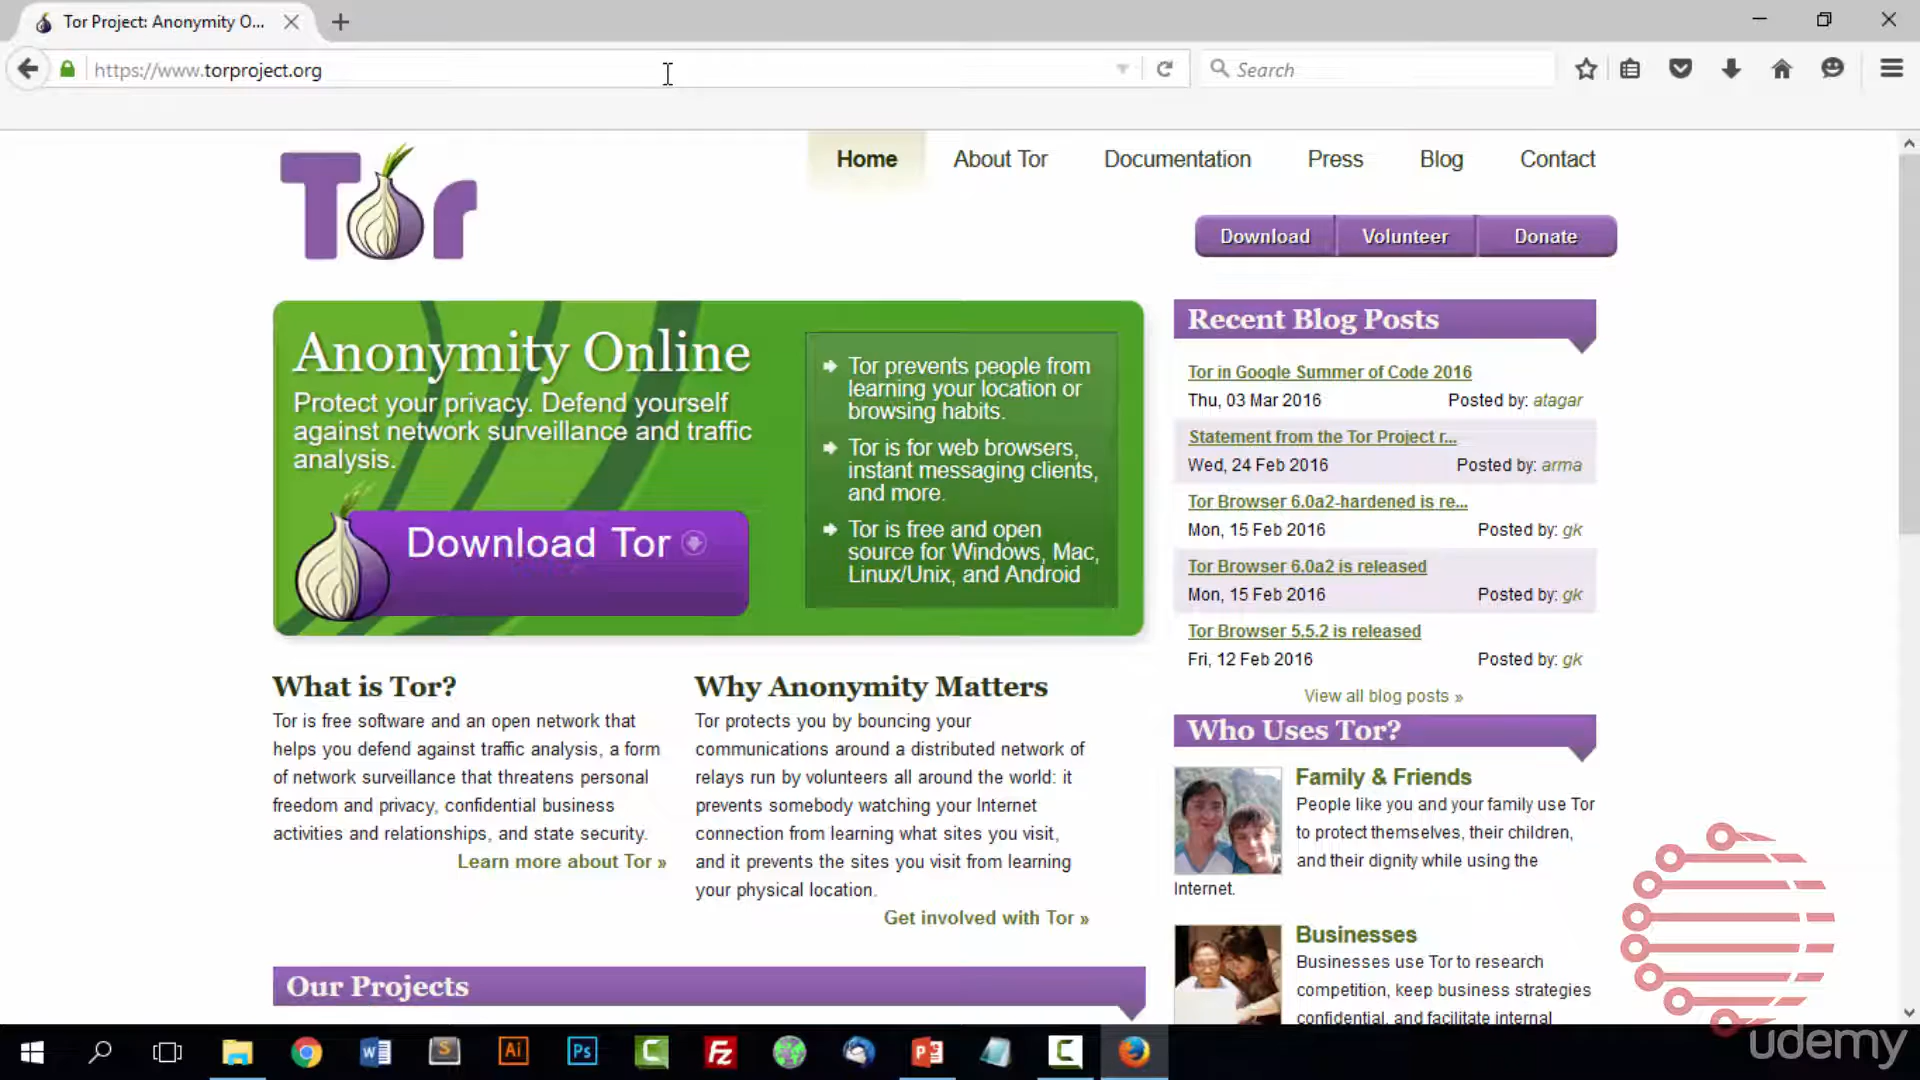 Tor Project: Anonymity O...
https://www.torproject.org
Search
Tor
Home
About Tor
Documentation
Press
Blog
Contact
Download
Volunteer
Donate
Anonymity Online
Protect your privacy. Defend yourself
against network surveillance and traffic
analysis.
Download Tor
Tor prevents people from
learning your location or
browsing habits.
Tor is for web browsers,
instant messaging clients,
and more.
Tor is free and open
source for Windows, Mac,
Linux/Unix, and Android
What is Tor?
Tor is free software and an open network that
helps you defend against traffic analysis, a form
of network surveillance that threatens personal
freedom and privacy, confidential business
activities and relationships, and state security.
Learn more about Tor »
Why Anonymity Matters
Tor protects you by bouncing your
communications around a distributed network of
relays run by volunteers all around the world: it
prevents somebody watching your Internet
connection from learning what sites you visit,
and it prevents the sites you visit from learning
your physical location.
Get involved with Tor »
Our Projects
Recent Blog Posts
Tor in Google Summer of Code 2016
Thu, 03 Mar 2016 Posted by: atagar
Statement from the Tor Project r...
Wed, 24 Feb 2016 Posted by: arma
Tor Browser 6.0a2-hardened is re...
Mon, 15 Feb 2016 Posted by: gk
Tor Browser 6.0a2 is released
Mon, 15 Feb 2016 Posted by: gk
Tor Browser 5.5.2 is released
Fri, 12 Feb 2016 Posted by: gk
View all blog posts »
Who Uses Tor?
Family & Friends
People like you and your family use Tor
to protect themselves, their children,
and their dignity while using the
Internet.
Businesses
Businesses use Tor to research
competition, keep business strategies
confidential, and facilitate internal
S
Ai
Ps
C
Fz
P
C
udemy